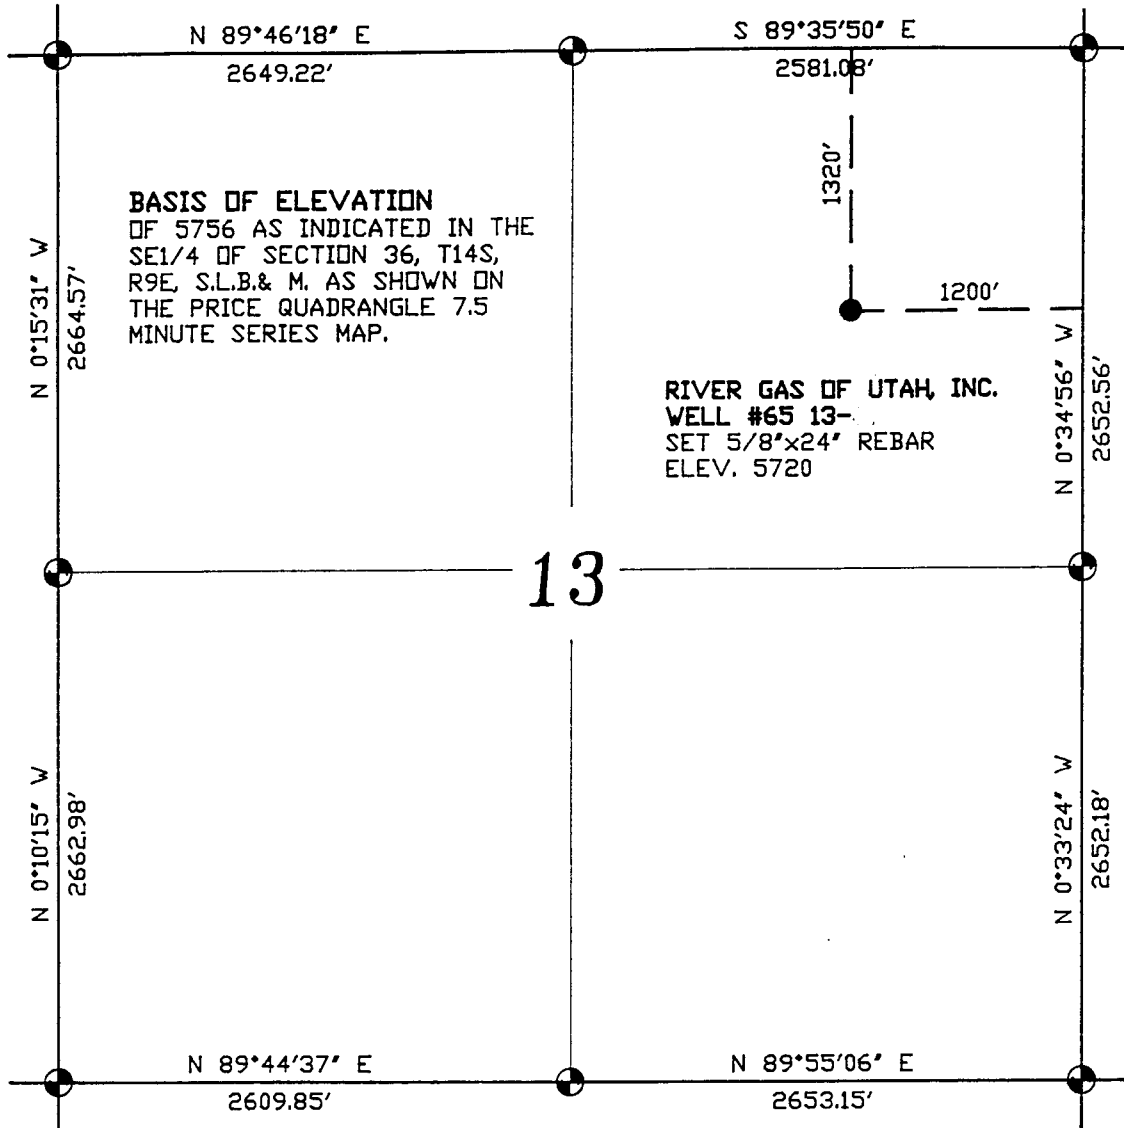 N 89°46'18" E
2649.22'
S 89°35'50" E
2581.08'
1320'
1200'
BASIS OF ELEVATION
OF 5756 AS INDICATED IN THE
SE1/4 OF SECTION 36, T14S,
R9E, S.L.B.& M. AS SHOWN ON
THE PRICE QUADRANGLE 7.5
MINUTE SERIES MAP.
N 0°15'31" W
2664.57'
RIVER GAS OF UTAH, INC.
WELL #65 13-
SET 5/8"x24" REBAR
ELEV. 5720
N 0°34'56" W
2652.56'
13
N 0°10'15" W
2662.98'
N 0°33'24" W
2652.18'
N 89°44'37" E
2609.85'
N 89°55'06" E
2653.15'